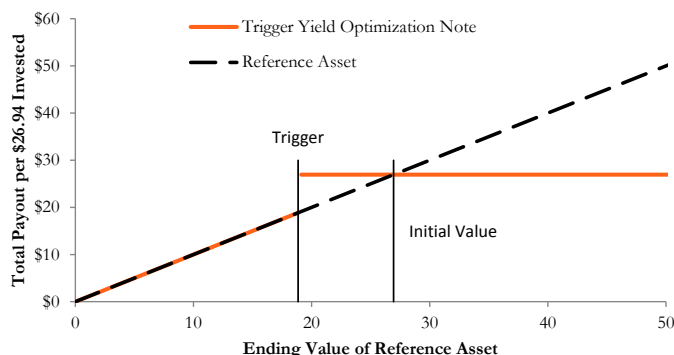 $60
Trigger Yield Optimization Note
Reference Asset
$50
$40
Trigger
$30
$20
Initial Value
$10
$0
0 10 20 30 40 50
Total Payout per $26.94 Invested
Ending Value of Reference Asset